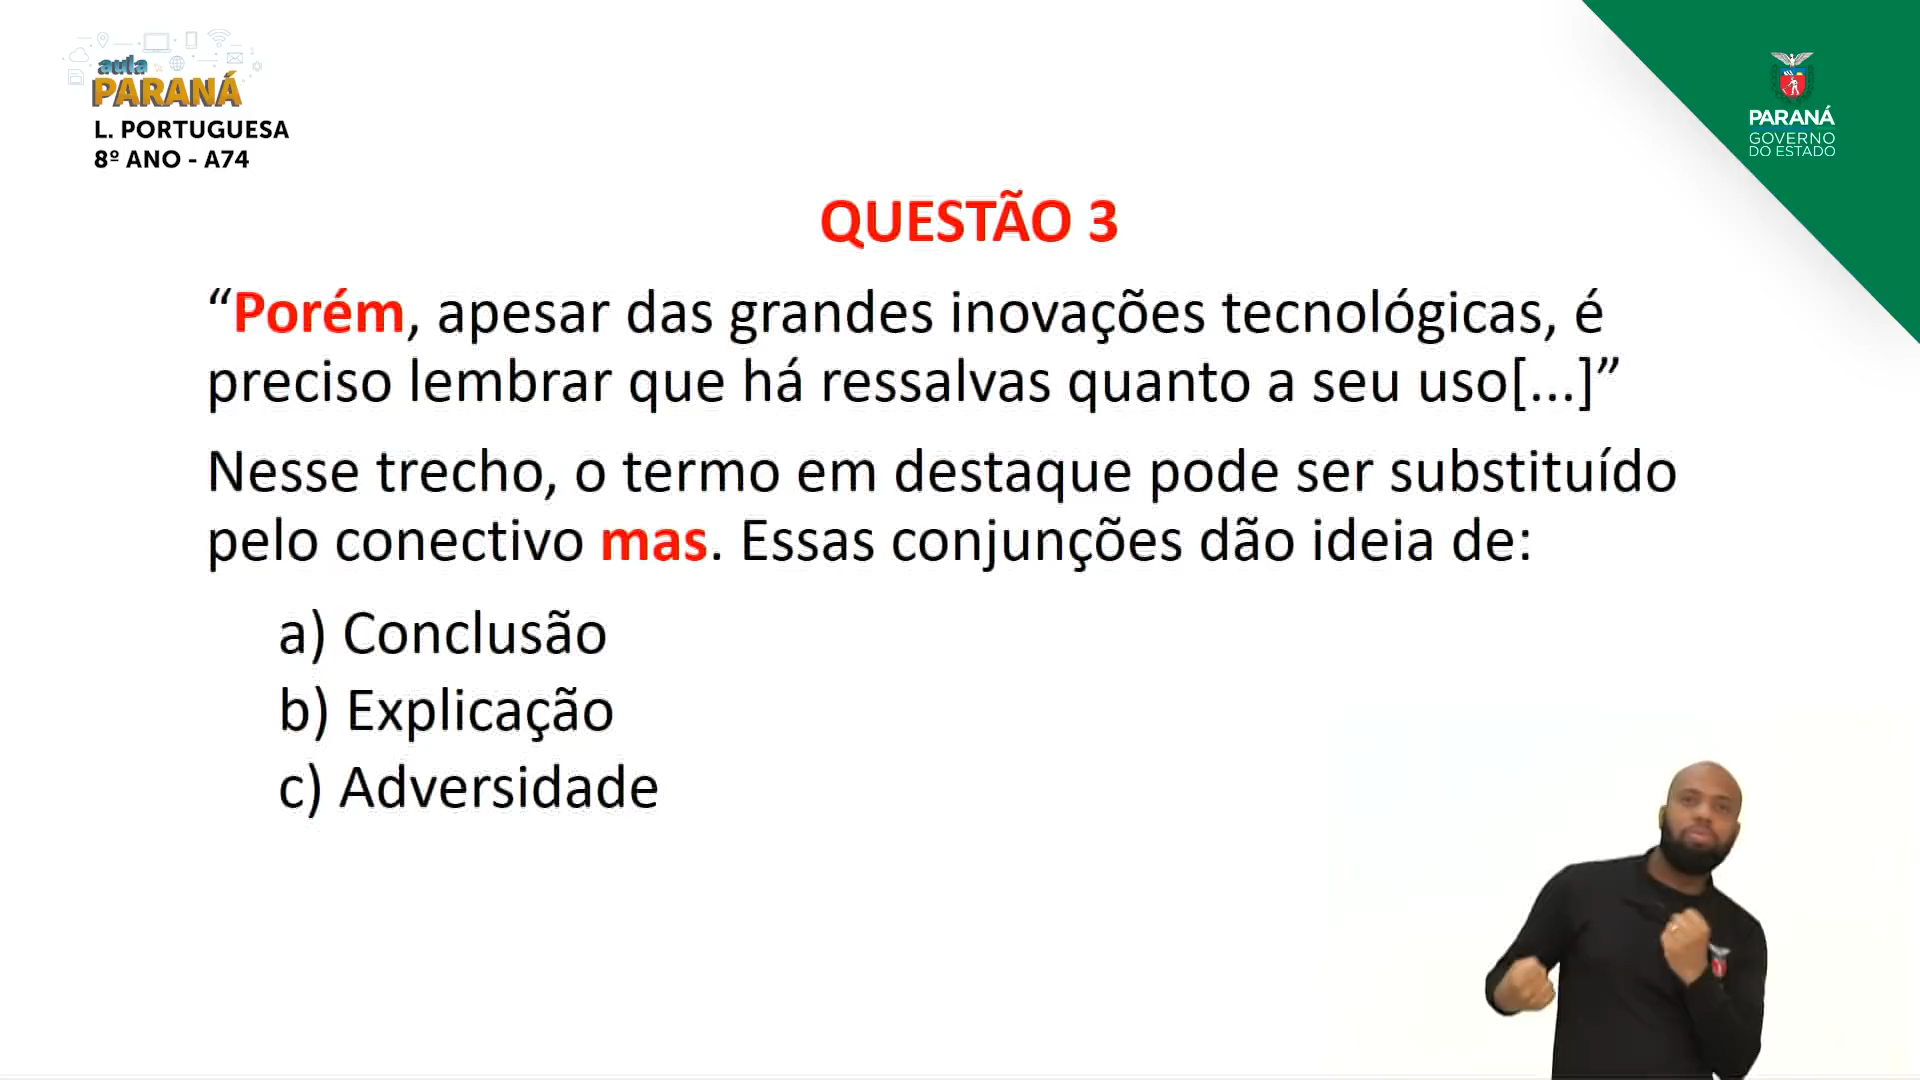 aula
PARANÁ
L. PORTUGUESA
8º ANO - A74
PARANÁ
GOVERNO
DO ESTADO
QUESTÃO 3
“Porém, apesar das grandes inovações tecnológicas, é
preciso lembrar que há ressalvas quanto a seu uso[...]”
Nesse trecho, o termo em destaque pode ser substituído
pelo conectivo mas. Essas conjunções dão ideia de:
a) Conclusão
b) Explicação
c) Adversidade